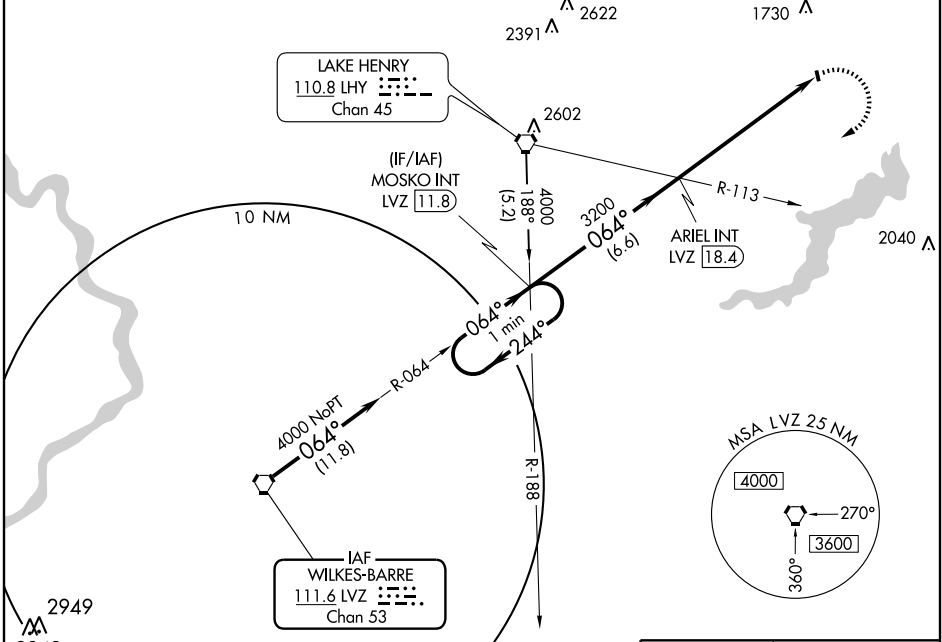 2622
2391
1730
LAKE HENRY
110.8 LHY
Chan 45
2602
(IF/IAF)
MOSKO INT
LVZ 11.8
4000
188°
(5.2)
3200
064°
(6.6)
R-113
ARIEL INT
LVZ 18.4
2040
10 NM
064°
1 min
244°
R-064
4000 NoPT
064°
(11.8)
R-188
MSA LVZ 25 NM
4000
270°
3600
360°
IAF
WILKES-BARRE
111.6 LVZ
Chan 53
2949